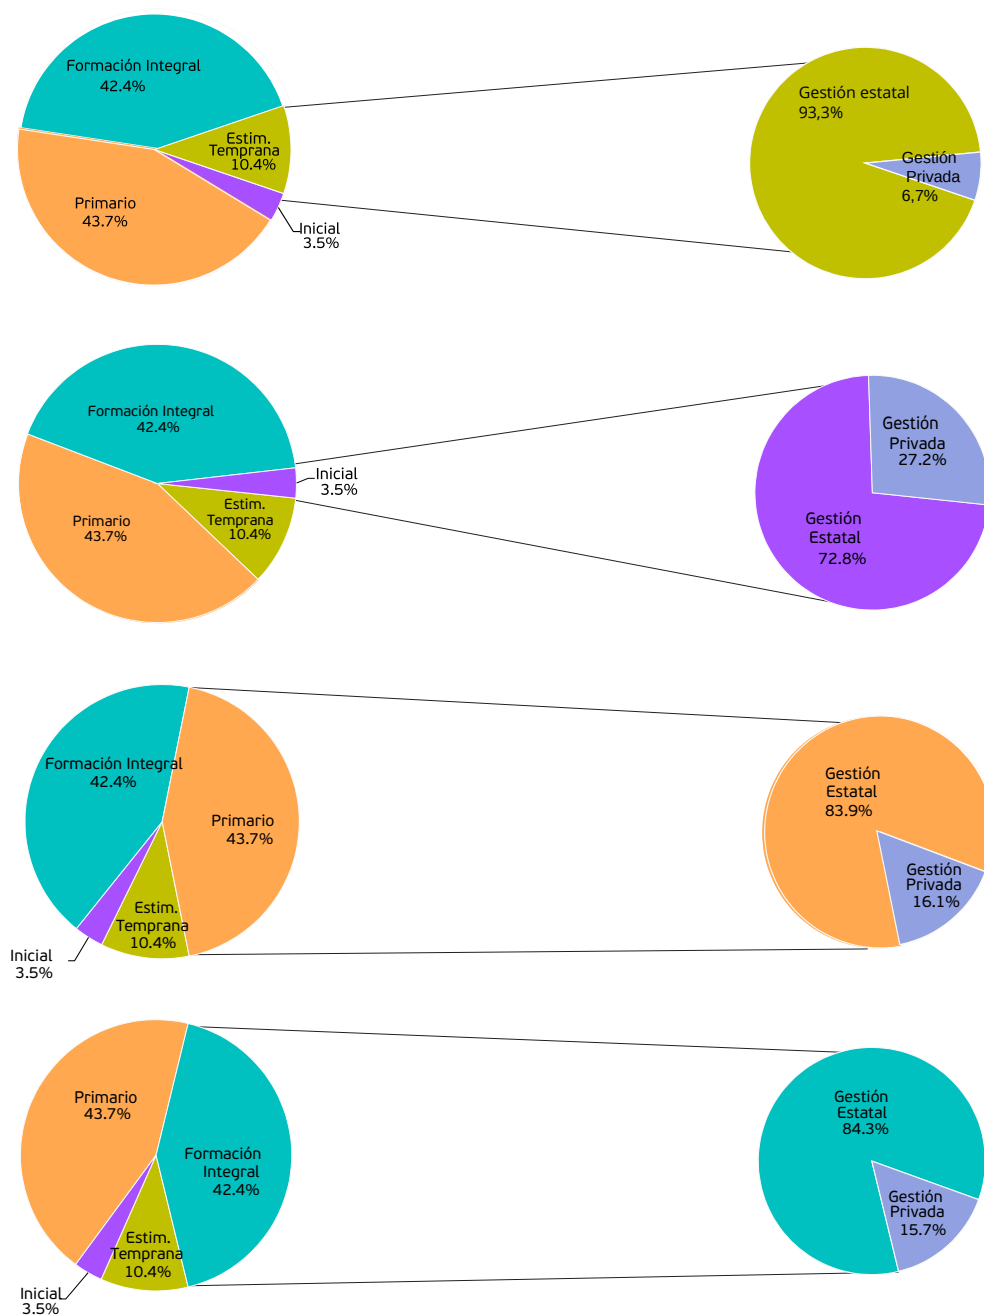 Formación Integral
42.4%
Estim.
Temprana
10.4%
Primario
43.7%
Inicial
3.5%
Gestión estatal
93,3%
Gestión
Privada
6,7%
Formación Integral
42.4%
Inicial
3.5%
Estim.
Temprana
10.4%
Primario
43.7%
Gestión
Privada
27.2%
Gestión
Estatal
72.8%
Formación Integral
42.4%
Primario
43.7%
Estim.
Temprana
10.4%
Inicial
3.5%
Gestión
Estatal
83.9%
Gestión
Privada
16.1%
Primario
43.7%
Formación
Integral
42.4%
Estim.
Temprana
10.4%
Inicial
3.5%
Gestión
Estatal
84.3%
Gestión
Privada
15.7%